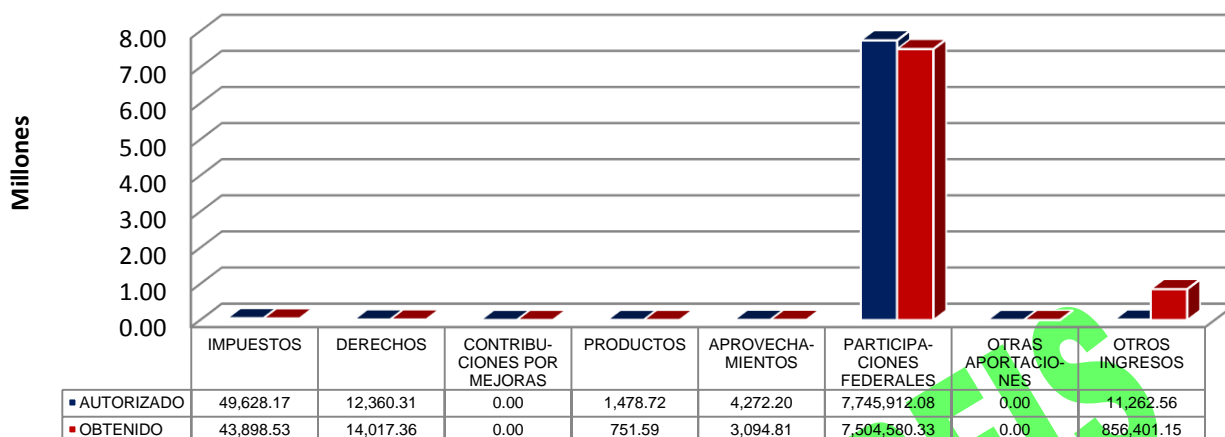 Millones
8.00
7.00
6.00
5.00
4.00
3.00
2.00
1.00
0.00
IMPUESTOS DERECHOS CONTRIBU-CIONES POR MEJORAS PRODUCTOS APROVECHA-MIENTOS PARTICIPA-CIONES FEDERALES OTRAS APORTACIO-NES OTROS INGRESOS
AUTORIZADO 49,628.17 12,360.31 0.00 1,478.72 4,272.20 7,745,912.08 0.00 11,262.56
OBTENIDO 43,898.53 14,017.36 0.00 751.59 3,094.81 7,504,580.33 0.00 856,401.15